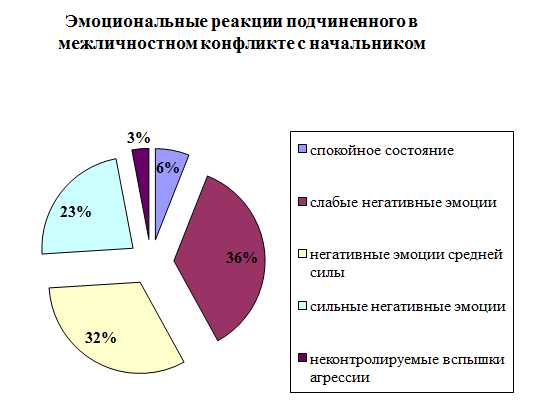 Эмоциональные реакции подчиненного в
межличностном конфликте с начальником
3%
6%
36%
32%
23%
спокойное состояние
слабые негативные эмоции
негативные эмоции средней
силы
сильные негативные эмоции
неконтролируемые вспышки
агрессии